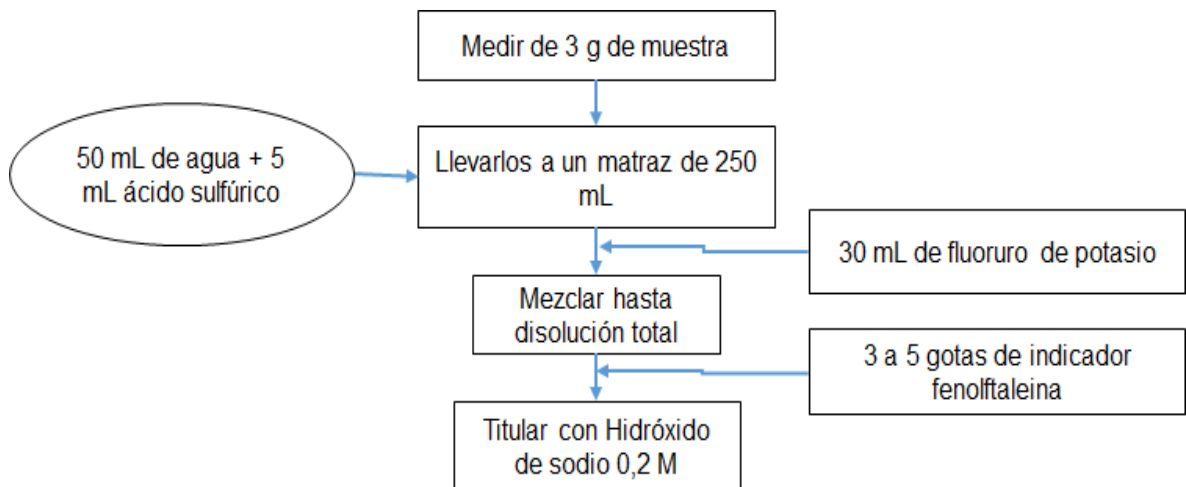 Medir de 3 g de muestra
50 mL de agua + 5
mL ácido sulfúrico
Llevarlos a un matraz de 250
mL
30 mL de fluoruro de potasio
Mezclar hasta
disolución total
3 a 5 gotas de indicador
fenolftaleina
Titular con Hidróxido
de sodio 0,2 M